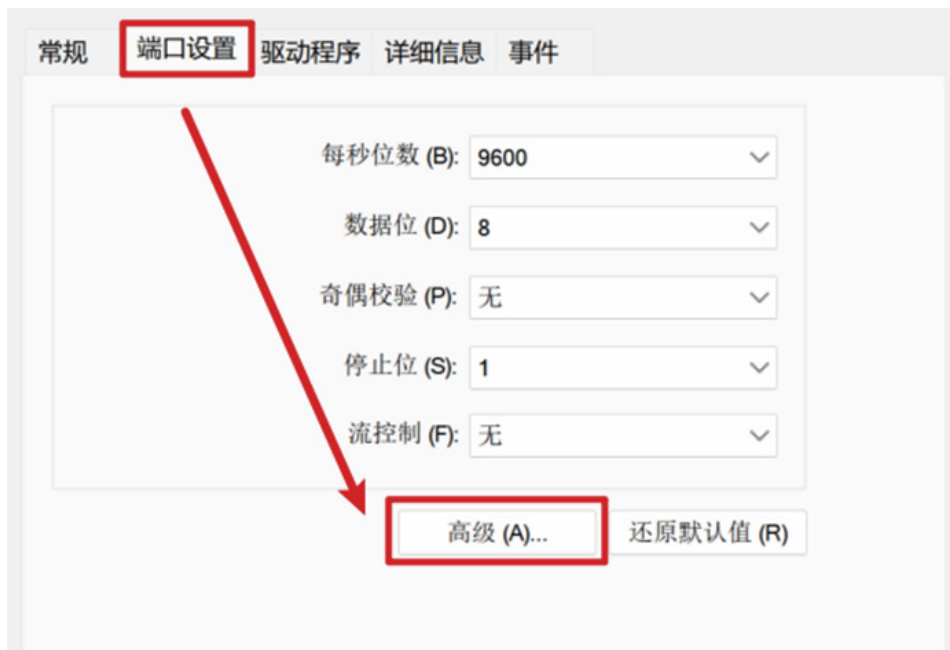 常规 端口设置 驱动程序 详细信息 事件
每秒位数 (B): 9600
数据位 (D): 8
奇偶校验 (P): 无
停止位 (S): 1
流控制 (F): 无
高级 (A)... 还原默认值 (R)